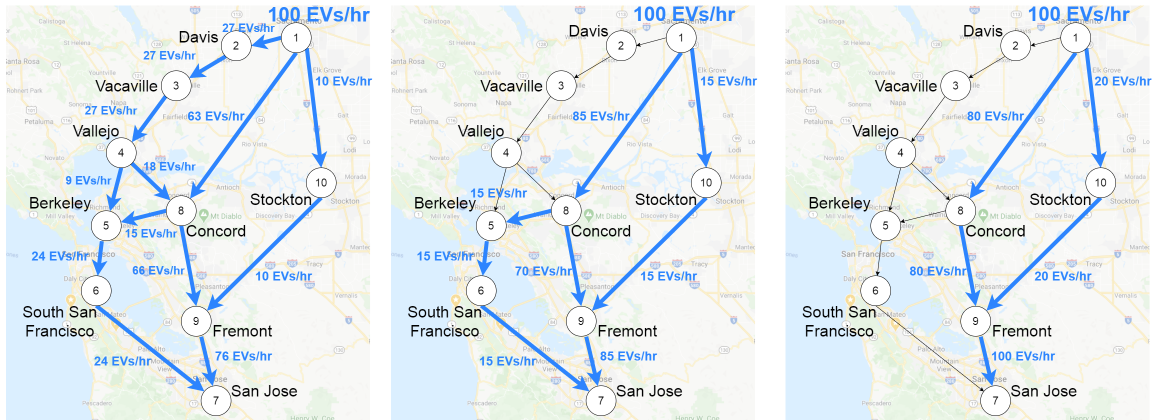 100 EVs/hr
27 EVs/hr
Davis
2
1
27 EVs/hr
10 EVs/hr
Vacaville
3
27 EVs/hr
63 EVs/hr
Vallejo
4
18 EVs/hr
9 EVs/hr
10
Stockton
Berkeley
5
8
15 EVs/hr
Concord
24 EVs/hr
66 EVs/hr
10 EVs/hr
6
South San
Francisco
9
Fremont
24 EVs/hr
76 EVs/hr
San Jose
7
100 EVs/hr
Davis
2
1
15 EVs/hr
Vacaville
3
85 EVs/hr
Vallejo
4
15 EVs/hr
10
Stockton
Berkeley
5
8
Concord
15 EVs/hr
70 EVs/hr
15 EVs/hr
6
South San
Francisco
9
Fremont
15 EVs/hr
85 EVs/hr
San Jose
7
100 EVs/hr
Davis
2
1
20 EVs/hr
Vacaville
3
80 EVs/hr
Vallejo
4
10
Stockton
Berkeley
5
8
Concord
San Francisco
80 EVs/hr
20 EVs/hr
6
South San
Francisco
9
Fremont
100 EVs/hr
San Jose
7